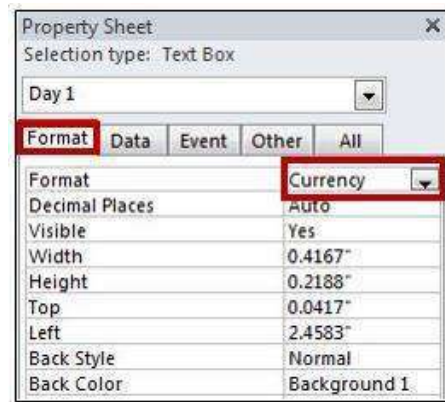 Property Sheet
Selection type: Text Box
Day 1
Format Data Event Other All
Format Currency
Decimal Places Auto
Visible Yes
Width 0.4167"
Height 0.2188"
Top 0.0417"
Left 2.4583"
Back Style Normal
Back Color Background 1